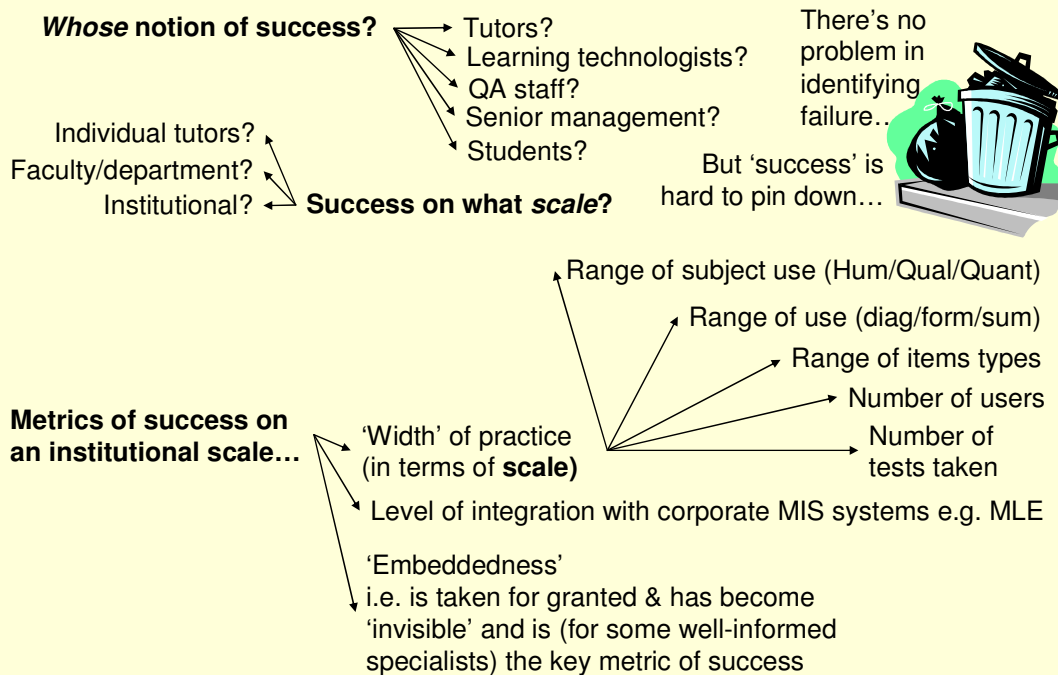 Whose notion of success?
Tutors?
Learning technologists?
QA staff?
Senior management?
Students?
There's no
problem in
identifying
failure…
But 'success' is
hard to pin down…
Individual tutors?
Faculty/department?
Institutional?
Success on what scale?
Range of subject use (Hum/Qual/Quant)
Range of use (diag/form/sum)
Range of items types
Number of users
Number of
tests taken
Metrics of success on
an institutional scale…
'Width' of practice
(in terms of scale)
Level of integration with corporate MIS systems e.g. MLE
'Embeddedness'
i.e. is taken for granted & has become
'invisible' and is (for some well-informed
specialists) the key metric of success